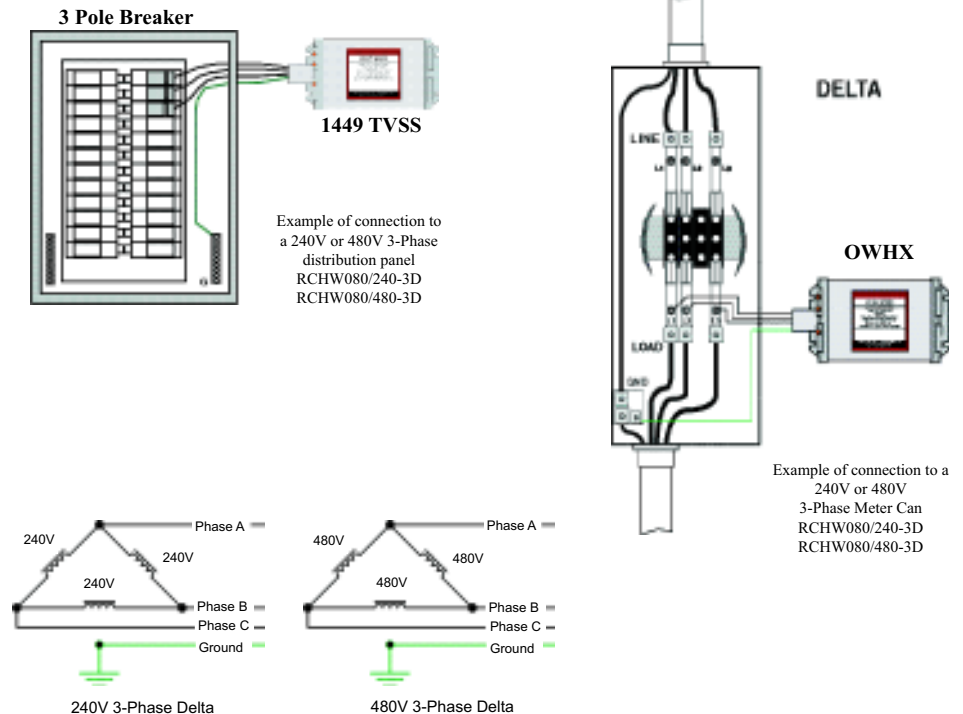 3 Pole Breaker
1449 TVSS
Example of connection to
a 240V or 480V 3-Phase
distribution panel
RCHW080/240-3D
RCHW080/480-3D
G
DELTA
LINE
LOAD
GND
OWHX
Example of connection to a
240V or 480V
3-Phase Meter Can
RCHW080/240-3D
RCHW080/480-3D
Phase A
240V
240V
240V
Phase B
Phase C
Ground
240V 3-Phase Delta
Phase A
480V
480V
480V
Phase B
Phase C
Ground
480V 3-Phase Delta